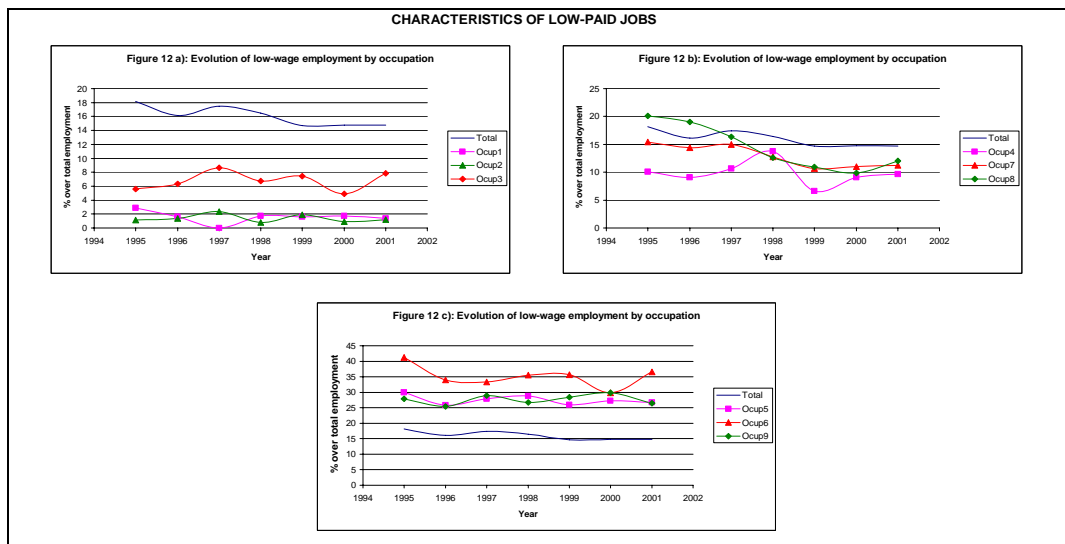 CHARACTERISTICS OF LOW-PAID JOBS
Figure 12 a): Evolution of low-wage employment by occupation
% over total employment
20
18
16
14
12
10
8
6
4
2
0
1994 1995 1996 1997 1998 1999 2000 2001 2002
Year
Total
Ocup1
Ocup2
Ocup3
Figure 12 b): Evolution of low-wage employment by occupation
% over total employment
25
20
15
10
5
0
1994 1995 1996 1997 1998 1999 2000 2001 2002
Year
Total
Ocup4
Ocup7
Ocup8
Figure 12 c): Evolution of low-wage employment by occupation
% over total employment
45
40
35
30
25
20
15
10
5
0
1994 1995 1996 1997 1998 1999 2000 2001 2002
Year
Total
Ocup5
Ocup6
Ocup9